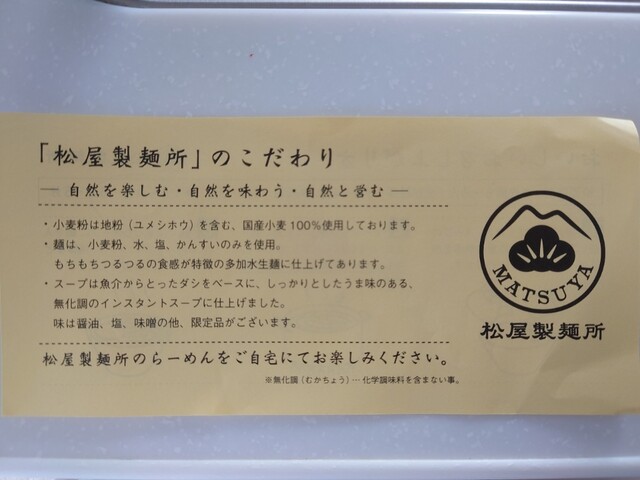 「松屋製麺所」のこだわり
― 自然を楽しむ・自然を味わう・自然と営む ―
・小麦粉は地粉（ユメシホウ）を含む、国産小麦100％使用しております。
・麺は、小麦粉、水、塩、かんすいのみを使用。
もちもちつるつるの食感が特徴の多加水生麺に仕上げてあります。
・スープは魚介からとったダシをベースに、しっかりとしたうま味のある、
無化調のインスタントスープに仕上げました。
味は醤油、塩、味噌の他、限定品がございます。
松屋製麺所のらーめんをご自宅にてお楽しみください。
※無化調（むかちょう）… 化学調味料を含まない事。
MATSUYA
松屋製麺所